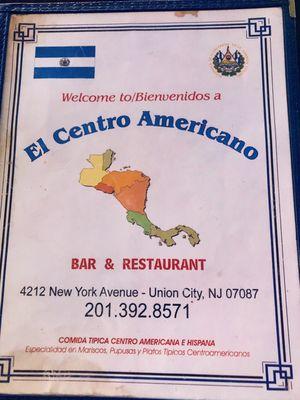 Welcome to/Bienvenidos a
El Centro Americano
BAR & RESTAURANT
4212 New York Avenue - Union City, NJ 07087
201.392.8571
COMIDA TIPICA CENTRO AMERICANA E HISPANA
Especialidad en Mariscos, Pupusas y Platos Tipicos Centroamericanos